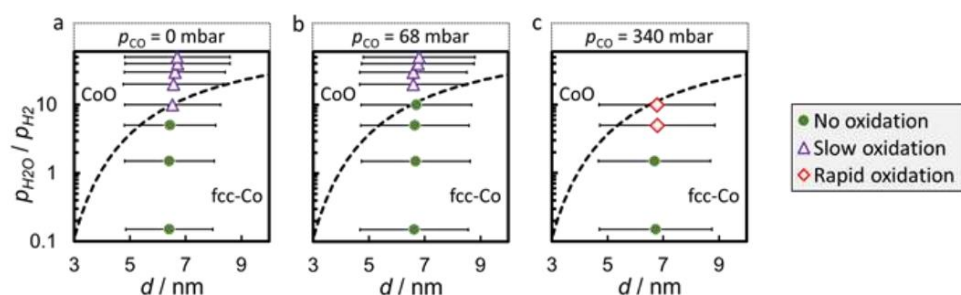 a
pCO = 0 mbar
b
pCO = 68 mbar
c
pCO = 340 mbar
pH2O / pH2
10
1
0.1
CoO
fcc-Co
CoO
fcc-Co
CoO
fcc-Co
3 5 7 9
3 5 7 9
3 5 7 9
d / nm
d / nm
d / nm
No oxidation
Slow oxidation
Rapid oxidation